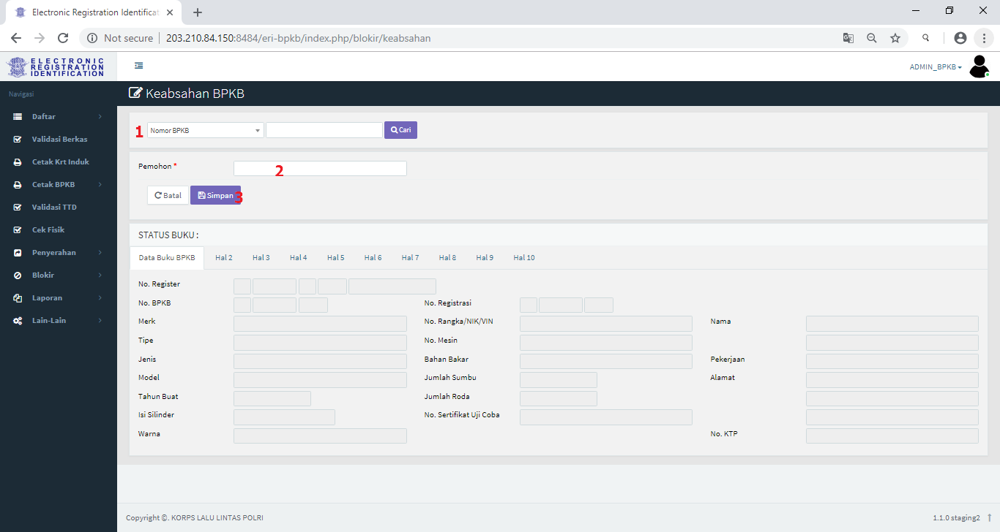 Electronic Registration Identificat
Not secure | 203.210.84.150:8484/eri-bpkb/index.php/blokir/keabsahan
ELECTRONIC
REGISTRATION
IDENTIFICATION
ADMIN_BPKB
Navigasi
Daftar
Validasi Berkas
Cetak Krt Induk
Cetak BPKB
Validasi TTD
Cek Fisik
Penyerahan
Blokir
Laporan
Lain-Lain
Keabsahan BPKB
1 Nomor BPKB Cari
Pemohon * 2
Batal Simpan 3
STATUS BUKU :
Data Buku BPKB Hal 2 Hal 3 Hal 4 Hal 5 Hal 6 Hal 7 Hal 8 Hal 9 Hal 10
No. Register
No. BPKB No. Registrasi
Merk No. Rangka/NIK/VIN Nama
Tipe No. Mesin
Jenis Bahan Bakar Pekerjaan
Model Jumlah Sumbu Alamat
Tahun Buat Jumlah Roda
Isi Silinder No. Sertifikat Uji Coba
Warna No. KTP
Copyright ©. KORPS LALU LINTAS POLRI 1.1.0 staging2